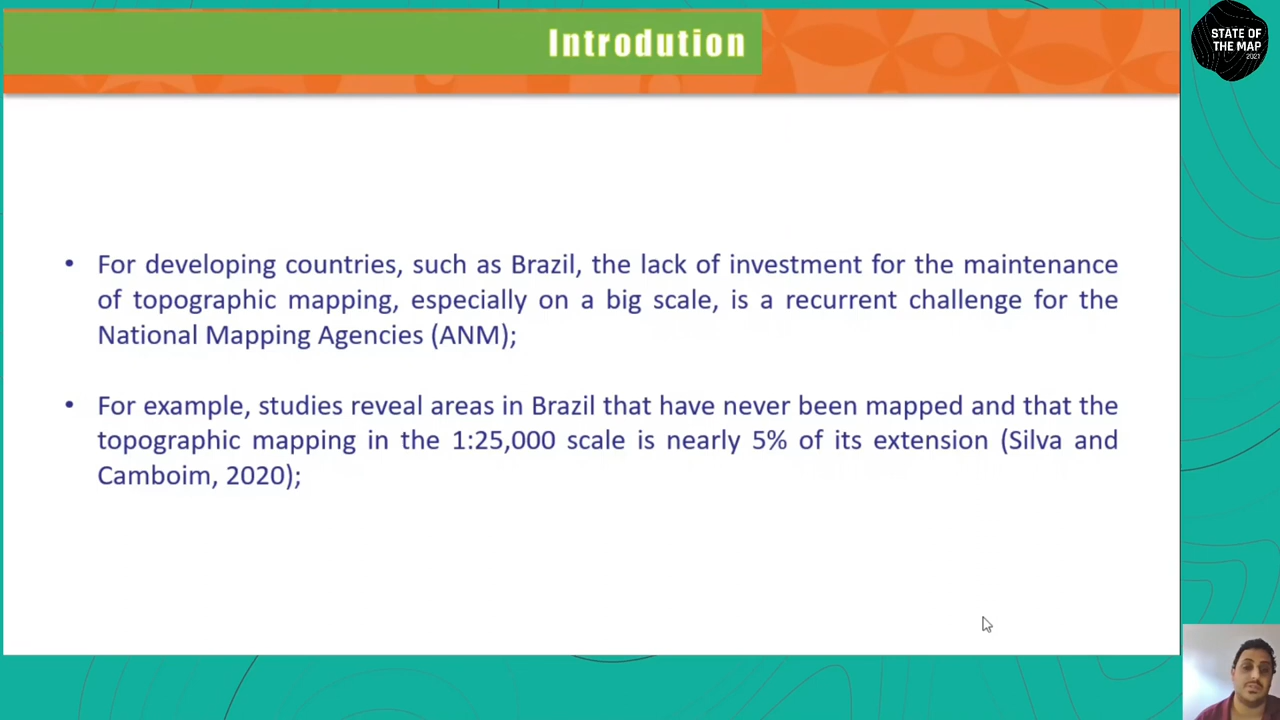 Introdution
STATE OF
THE MAP
2021
• For developing countries, such as Brazil, the lack of investment for the maintenance
of topographic mapping, especially on a big scale, is a recurrent challenge for the
National Mapping Agencies (ANM);
• For example, studies reveal areas in Brazil that have never been mapped and that the
topographic mapping in the 1:25,000 scale is nearly 5% of its extension (Silva and
Camboim, 2020);